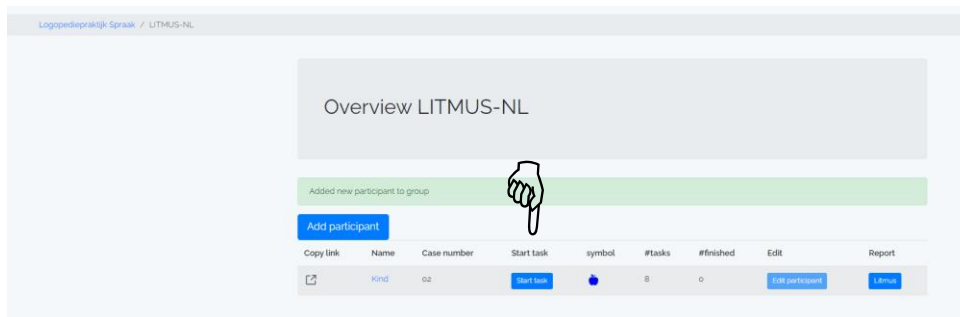 Logopediepraktijk Spraak / LITMUS-NL
Overview LITMUS-NL
Added new participant to group
Add participant
Copy link Name Case number Start task symbol #tasks #finished Edit Report
Kind 02 Start task 8 0 Edit participant Litmus